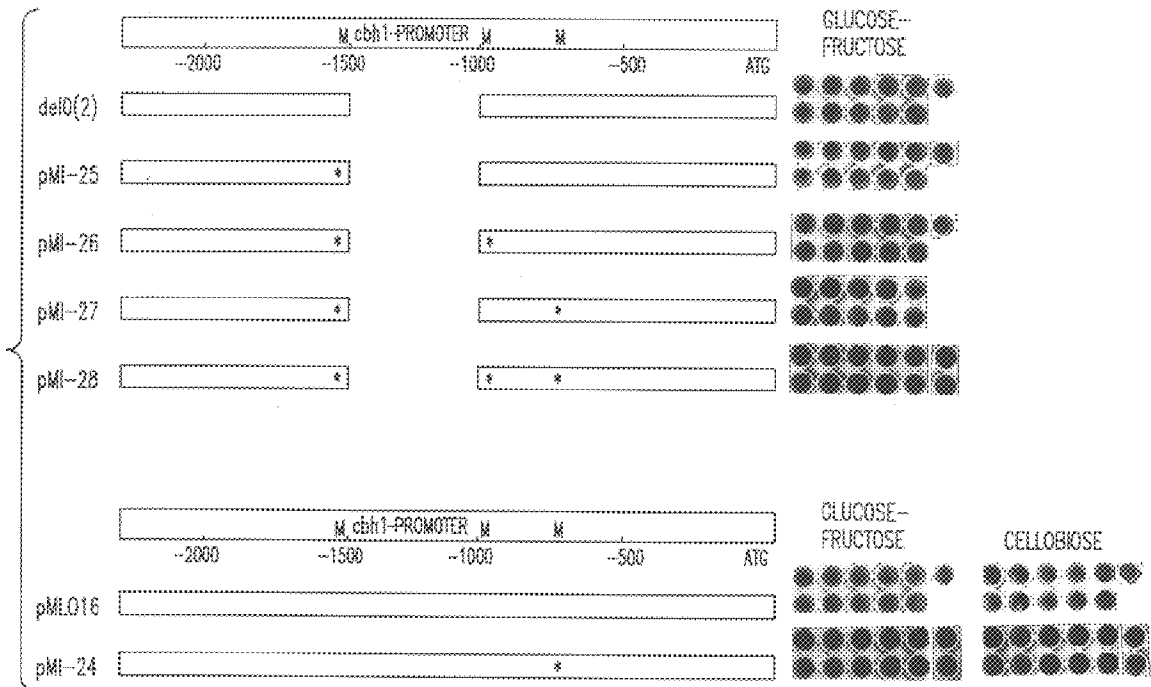 GLUCOSE-
FRUCTOSE
M cbh1-PROMOTER M M
-2000 -1500 -1000 -500 ATG
del0(2)
pMI-25 *
pMI-26 * *
pMI-27 * *
pMI-28 * * *
GLUCOSE-
FRUCTOSE
CELLOBIOSE
M cbh1-PROMOTER M M
-2000 -1500 -1000 -500 ATG
pMLO16
pMI-24 *